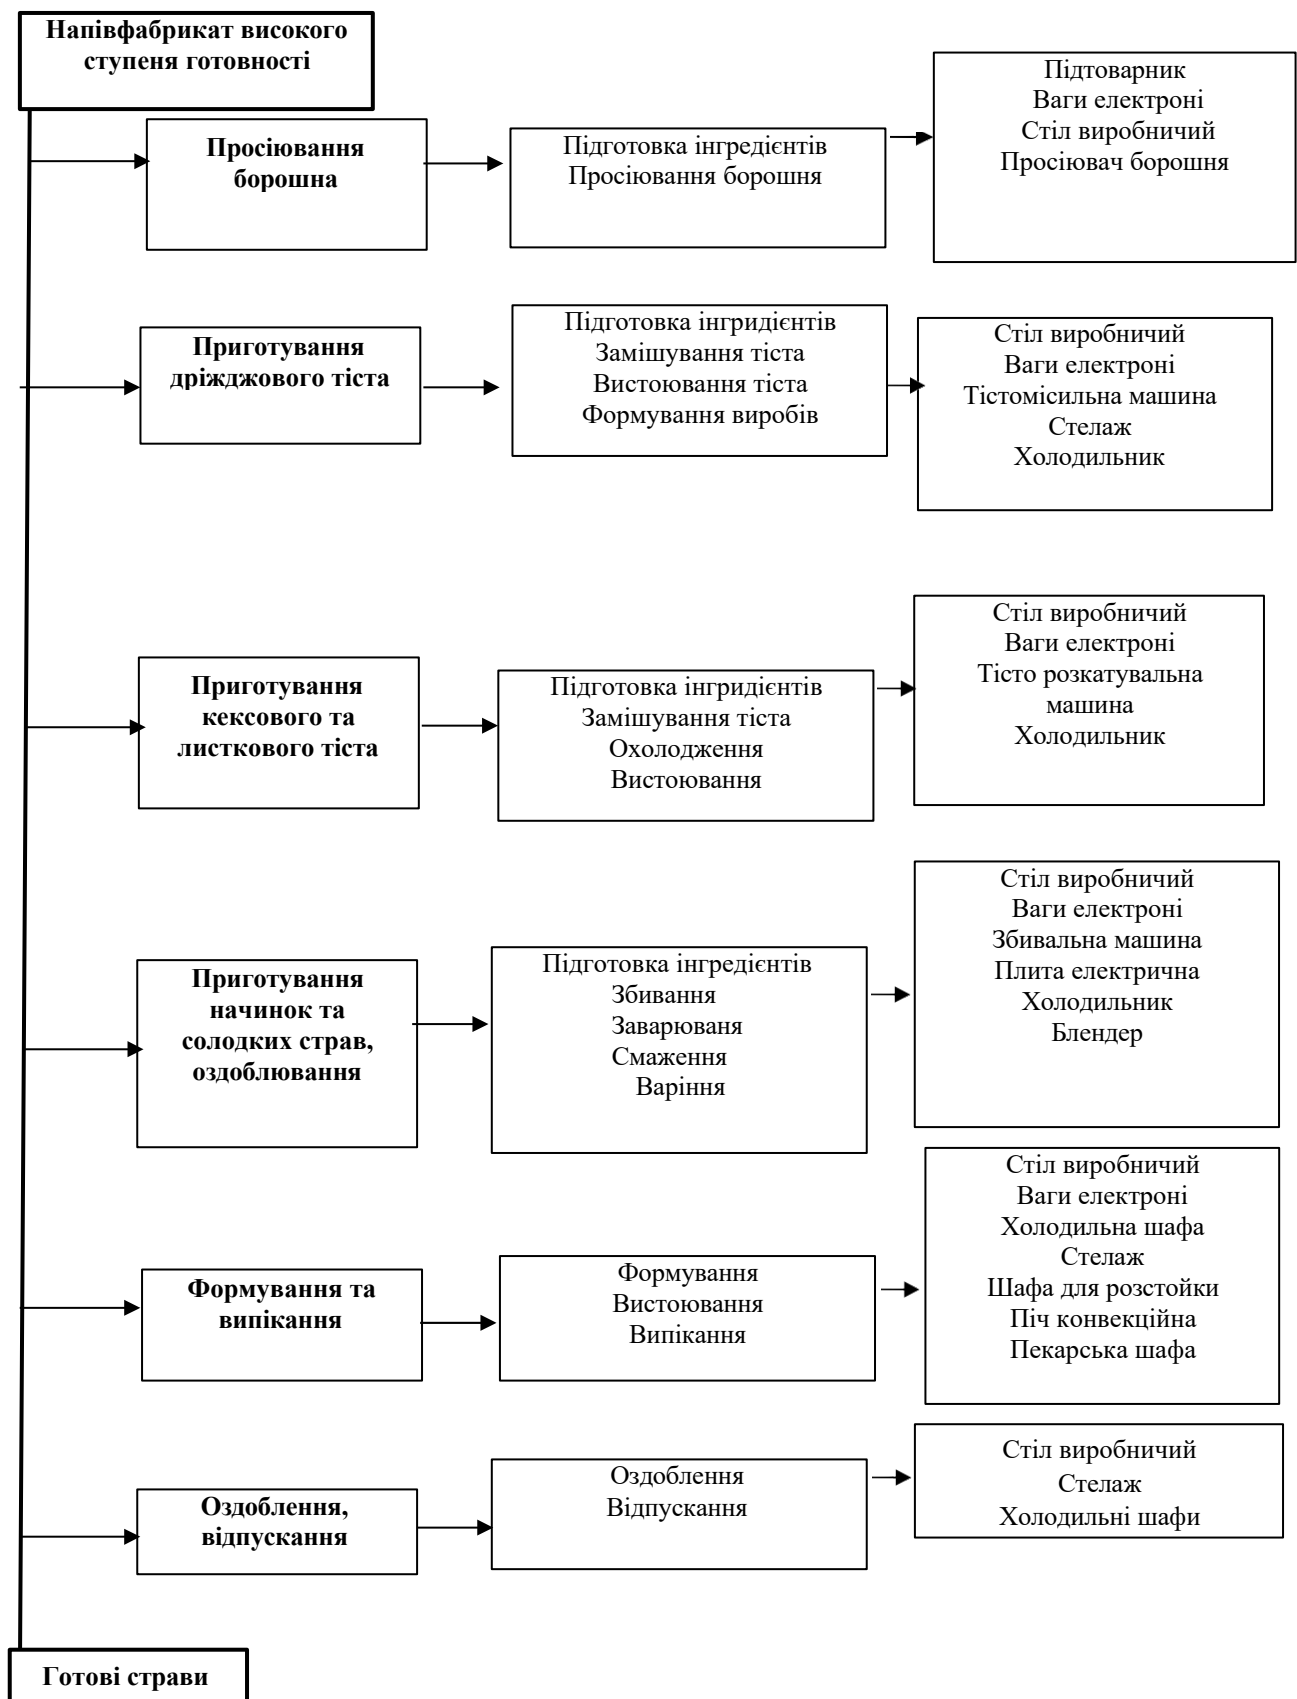 Напівфабрикат високого
ступеня готовності
Просіювання
борошна
Підготовка інгредієнтів
Просіювання борошня
Підтоварник
Ваги електроні
Стіл виробничий
Просіювач борошня
Приготування
дріжджового тіста
Підготовка інгридієнтів
Замішування тіста
Вистоювання тіста
Формування виробів
Стіл виробничий
Ваги електроні
Тістомісильна машина
Стелаж
Холодильник
Приготування
кексового та
листкового тіста
Підготовка інгридієнтів
Замішування тіста
Охолодження
Вистоювання
Стіл виробничий
Ваги електроні
Тісто розкатувальна
машина
Холодильник
Приготування
начинок та
солодких страв,
оздоблювання
Підготовка інгредієнтів
Збивання
Заварюваня
Смаження
Варіння
Стіл виробничий
Ваги електроні
Збивальна машина
Плита електрична
Холодильник
Блендер
Формування та
випікання
Формування
Вистоювання
Випікання
Стіл виробничий
Ваги електроні
Холодильна шафа
Стелаж
Шафа для розстойки
Піч конвекційна
Пекарська шафа
Оздоблення,
відпускання
Оздоблення
Відпускання
Стіл виробничий
Стелаж
Холодильні шафи
Готові страви